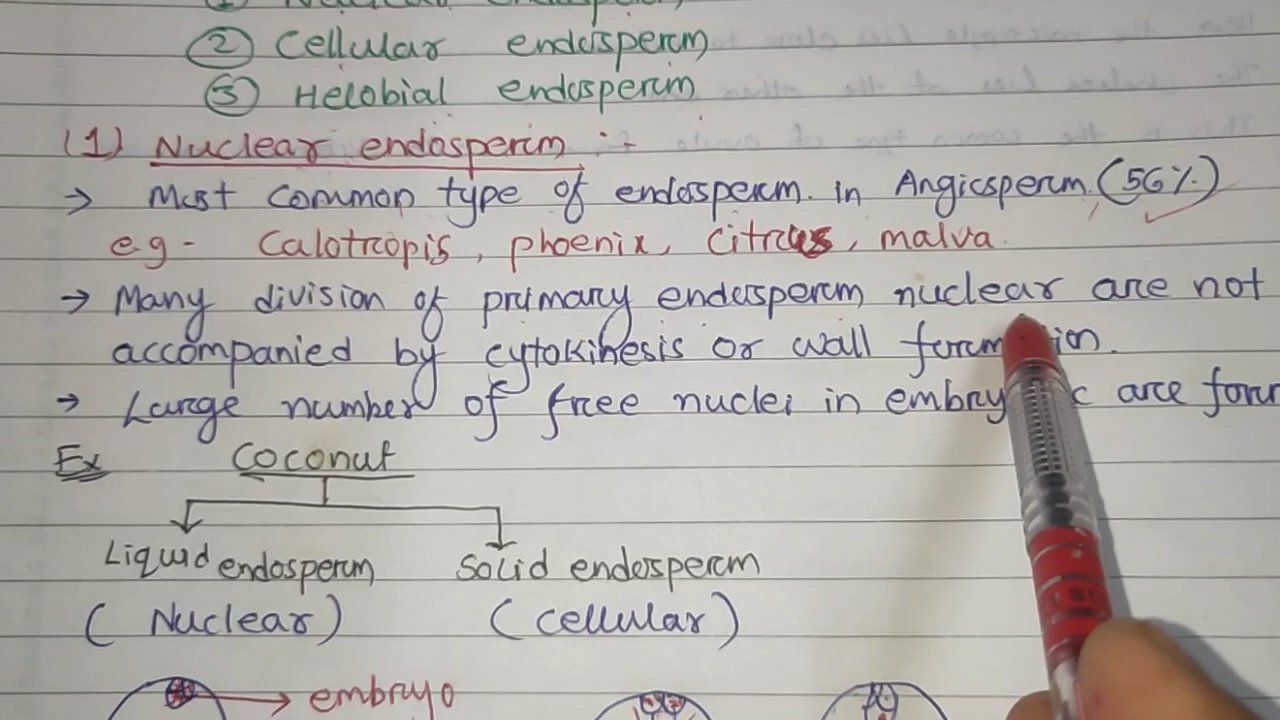 ② Cellular endosperm
③ Helobial endosperm
(1) Nuclear endosperm :-
→ Most common type of endosperm in Angiosperm. (56%)
e.g - Calotropis, phoenix, Citrus, malva.
→ Many division of primary endosperm nuclear are not
accompanied by cytokinesis or wall formation.
→ Large number of free nuclei in are
Ex Coconut
Liquid endosperm Solid endosperm
(Nuclear) (cellular)
embryo